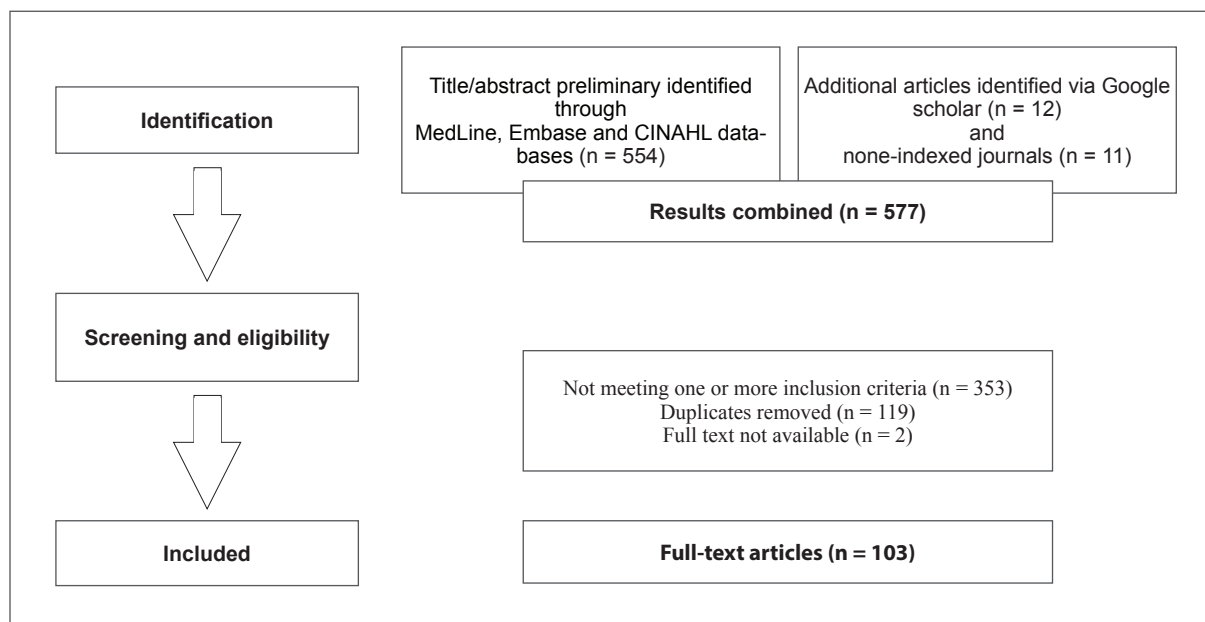 Identification
Title/abstract preliminary identified
through
MedLine, Embase and CINAHL data-
bases (n = 554)
Additional articles identified via Google
scholar (n = 12)
and
none-indexed journals (n = 11)
Results combined (n = 577)
Screening and eligibility
Not meeting one or more inclusion criteria (n = 353)
Duplicates removed (n = 119)
Full text not available (n = 2)
Included
Full-text articles (n = 103)